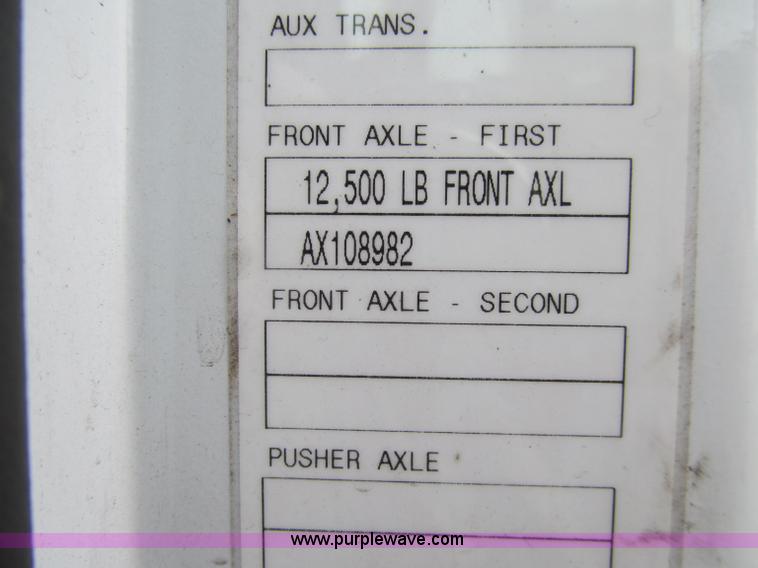 AUX TRANS.
FRONT AXLE - FIRST
12,500 LB FRONT AXL
AX108982
FRONT AXLE - SECOND
PUSHER AXLE
www.purplewave.com